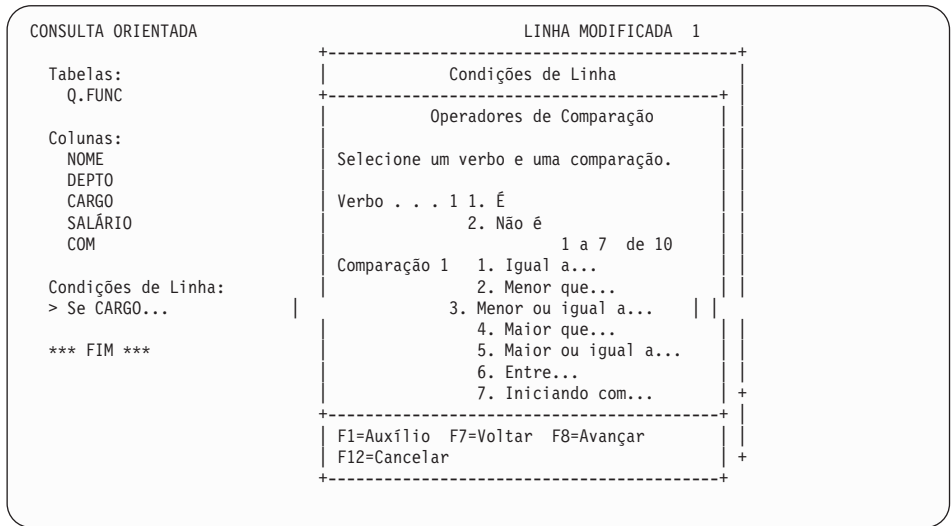 CONSULTA ORIENTADA                                LINHA MODIFICADA  1
                               +-------------------------------------------+
  Tabelas:                     |            Condições de Linha             |
    Q.FUNC                     +-----------------------------------------+ |
                               |          Operadores de Comparação       | |
  Colunas:                     |                                         | |
    NOME                       | Selecione um verbo e uma comparação.    | |
    DEPTO                      |                                         | |
    CARGO                      | Verbo . . . 1 1. É                      | |
    SALÁRIO                    |               2. Não é                  | |
    COM                        |                         1 a 7  de 10    | |
                               | Comparação 1   1. Igual a...            | |
  Condições de Linha:          |                2. Menor que...          | |
  > Se CARGO...             |                3. Menor ou igual a...    | |
                               |                4. Maior que...          | |
  *** FIM ***                  |                5. Maior ou igual a...   | |
                               |                6. Entre...              | |
                               |                7. Iniciando com...      | +
                               +-----------------------------------------+ |
                               | F1=Auxílio  F7=Voltar  F8=Avançar       | |
                               | F12=Cancelar                            | +
                               +-----------------------------------------+